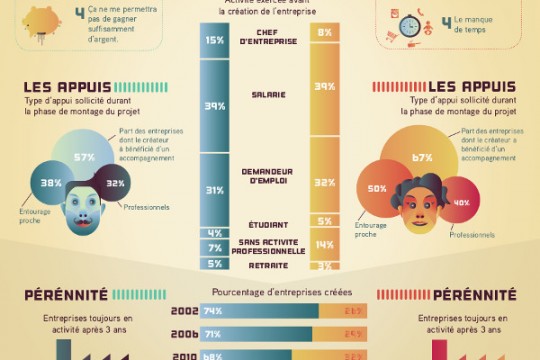 Activité exercée avant
la création de l'entreprise
4 Ça ne me permettra
pas de gagner
suffisamment
d'argent.
4 Le manque
de temps
15% CHEF D'ENTREPRISE 8%
39% SALARIE 39%
31% DEMANDEUR D'EMPLOI 32%
4% ÉTUDIANT 5%
7% SANS ACTIVITE PROFESSIONNELLE 14%
5% RETRAITE 3%
LES APPUIS
Type d'appui sollicité durant
la phase de montage du projet
Part des entreprises
dont le créateur
à bénéficié d'un
accompagnement
57%
38%
32%
Entourage
proche
Professionnels
LES APPUIS
Type d'appui sollicité durant
la phase de montage du projet
Part des entreprises
dont le créateur a
bénéficié d'un
accompagnement
67%
50%
40%
Entourage
proche
Professionnels
PÉRÉNNITÉ
Entreprises toujours en
activité après 3 ans
Pourcentage d'entreprises créées
2002 74% 26%
2006 71% 29%
2010 68% 32%
PÉRÉNNITÉ
Entreprises toujours en
activité après 3 ans